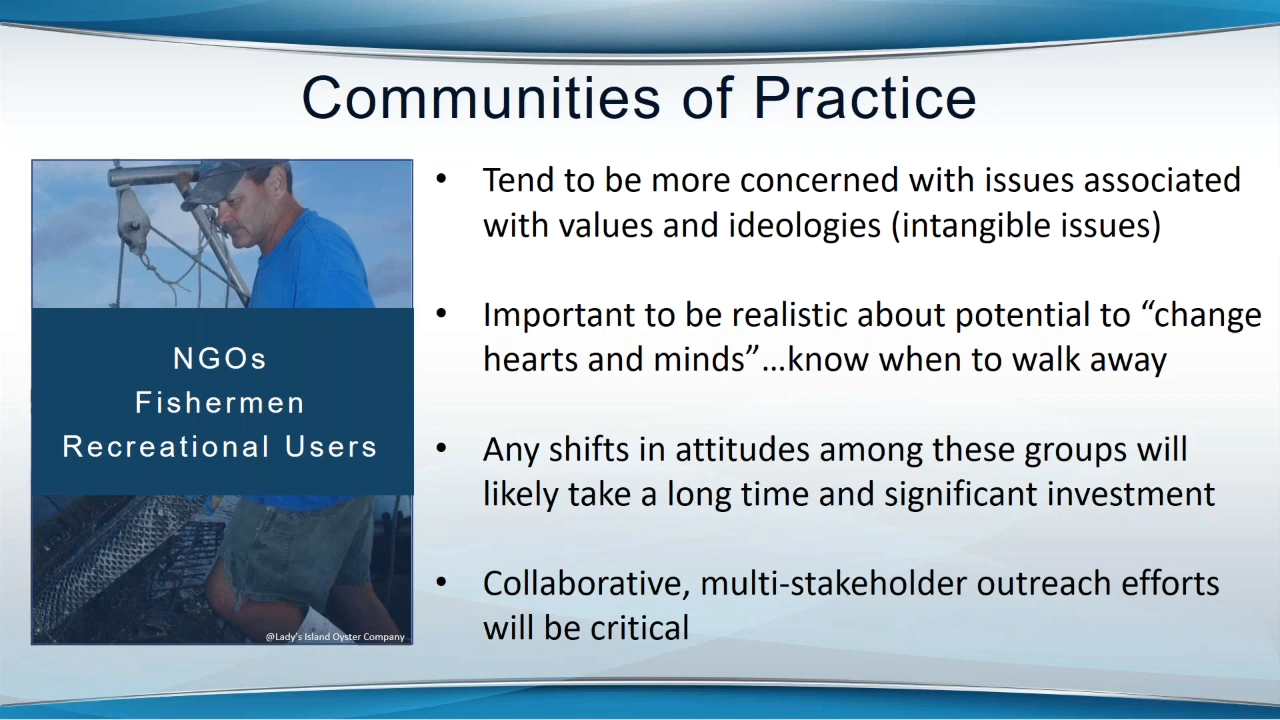 Communities of Practice
NGOs
Fishermen
Recreational Users
@Lady's Island Oyster Company
• Tend to be more concerned with issues associated
with values and ideologies (intangible issues)
• Important to be realistic about potential to “change
hearts and minds”…know when to walk away
• Any shifts in attitudes among these groups will
likely take a long time and significant investment
• Collaborative, multi-stakeholder outreach efforts
will be critical